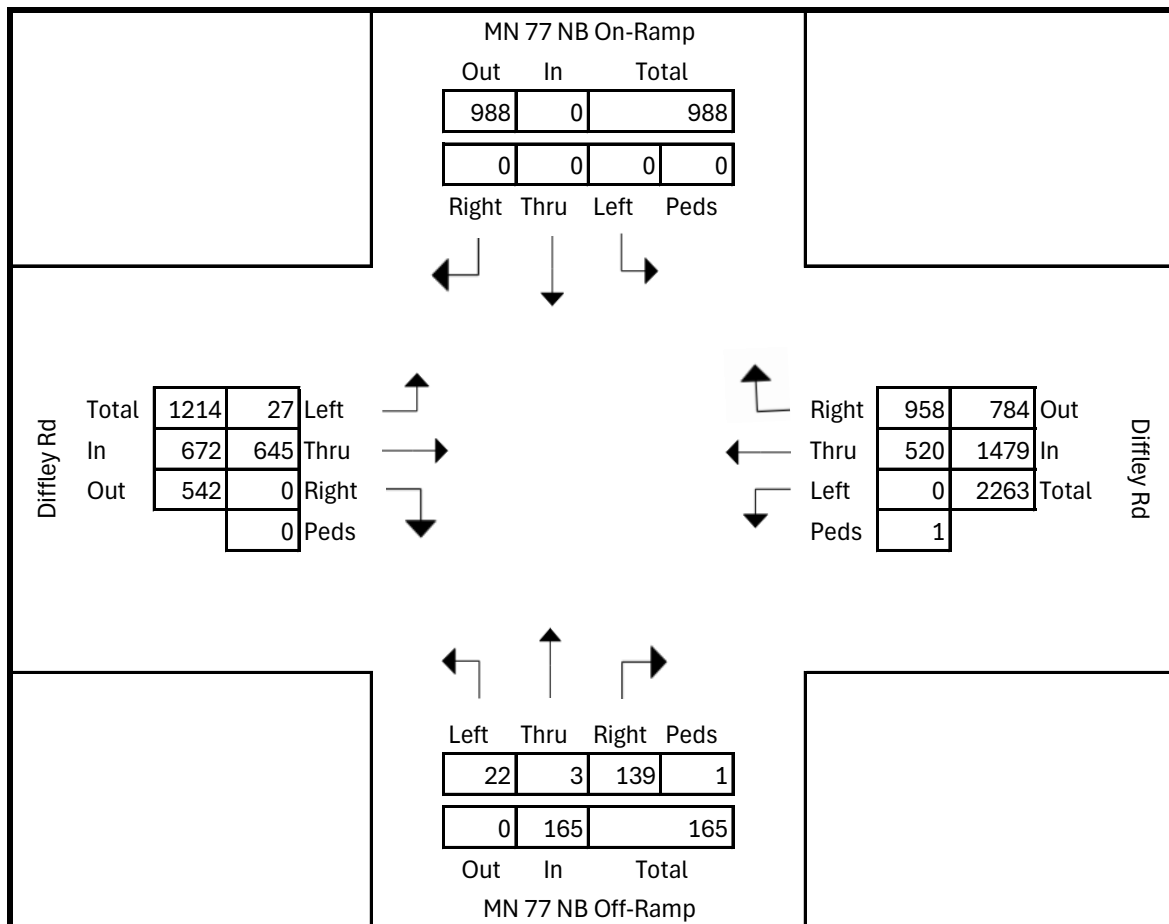 MN 77 NB On-Ramp
Out In Total
988 0 988
0 0 0 0
Right Thru Left Peds
Diffley Rd
Total 1214 27 Left
In 672 645 Thru
Out 542 0 Right
0 Peds
Right 958 784 Out
Thru 520 1479 In
Left 0 2263 Total
Peds 1
Diffley Rd
Left Thru Right Peds
22 3 139 1
0 165 165
Out In Total
MN 77 NB Off-Ramp